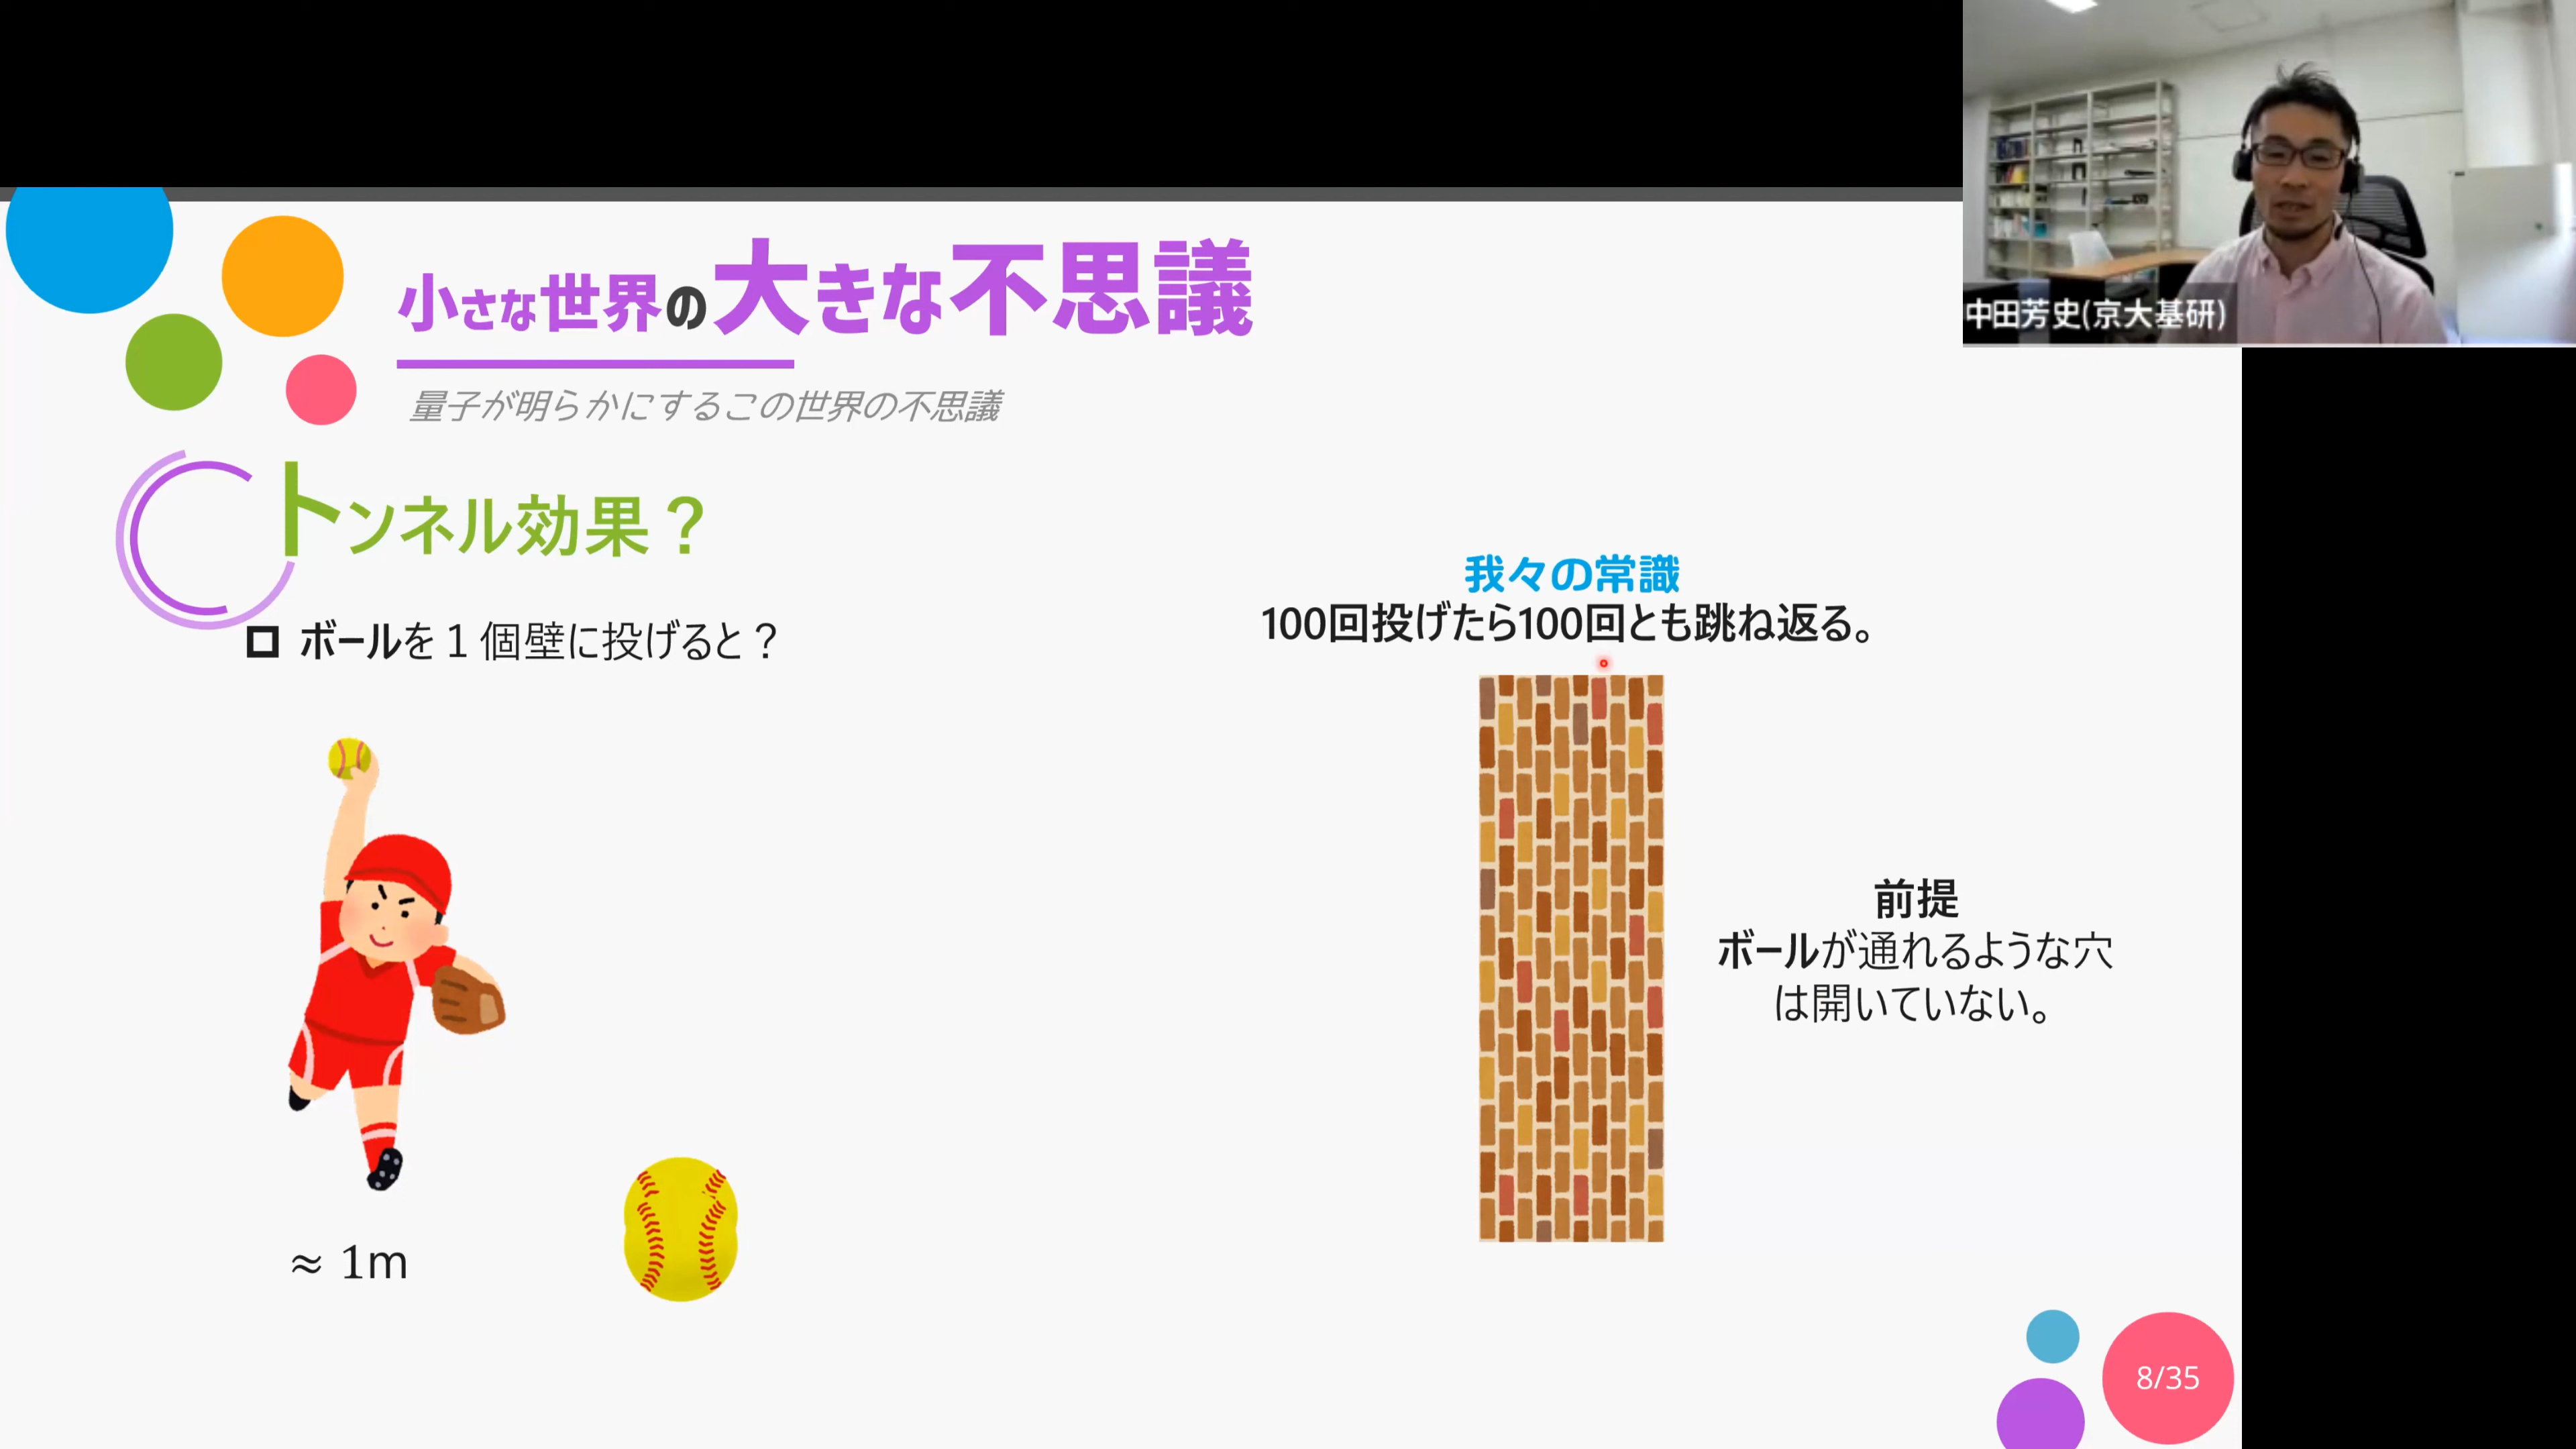 中田芳史(京大基研)
小さな世界の大きな不思議
量子が明らかにするこの世界の不思議
トンネル効果？
ボールを1個壁に投げると？
我々の常識
100回投げたら100回とも跳ね返る。
前提
ボールが通れるような穴
は開いていない。
≈ 1m
8/35